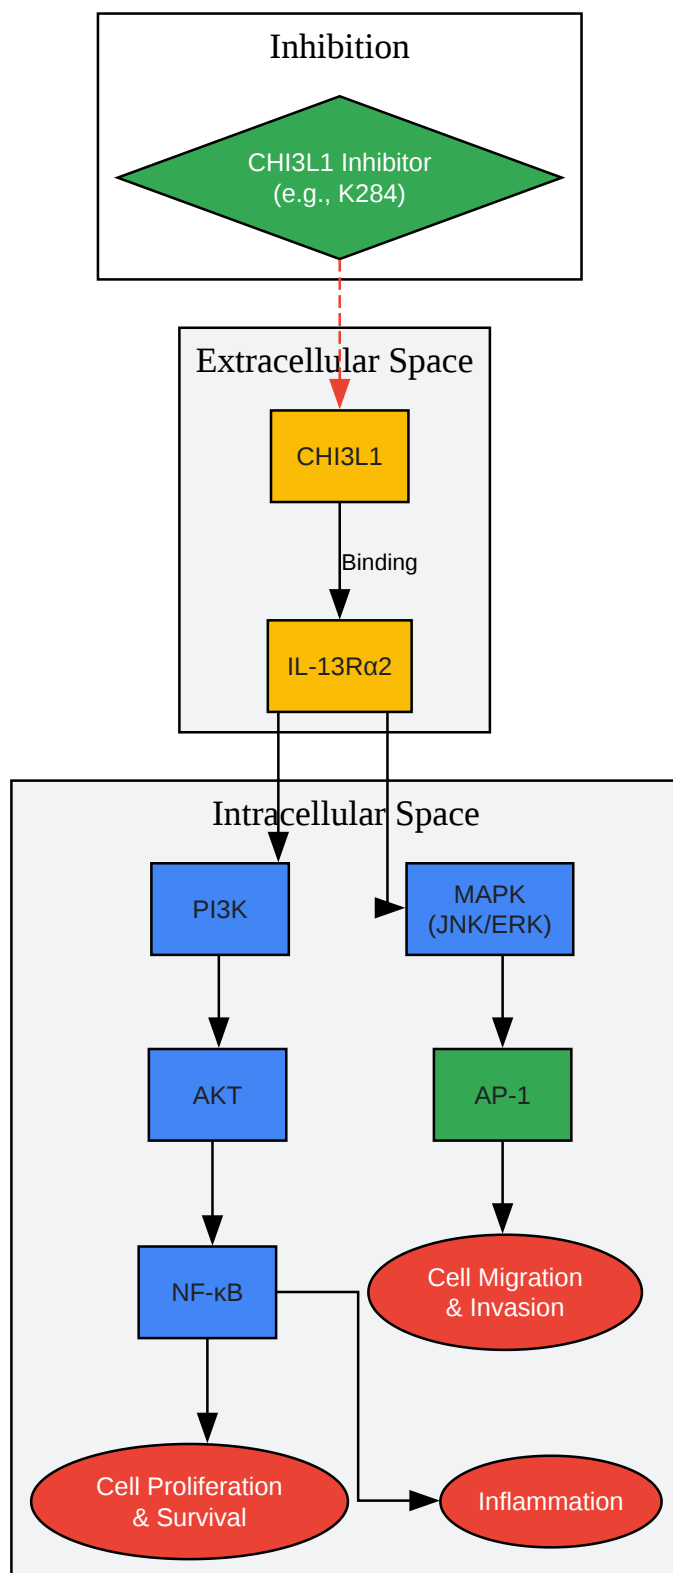 Inhibition
CHI3L1 Inhibitor
(e.g., K284)
Extracellular Space
CHI3L1
Binding
IL-13Rα2
Intracellular Space
PI3K
MAPK
(JNK/ERK)
AKT
AP-1
NF-κB
Cell Migration
& Invasion
Cell Proliferation
& Survival
Inflammation